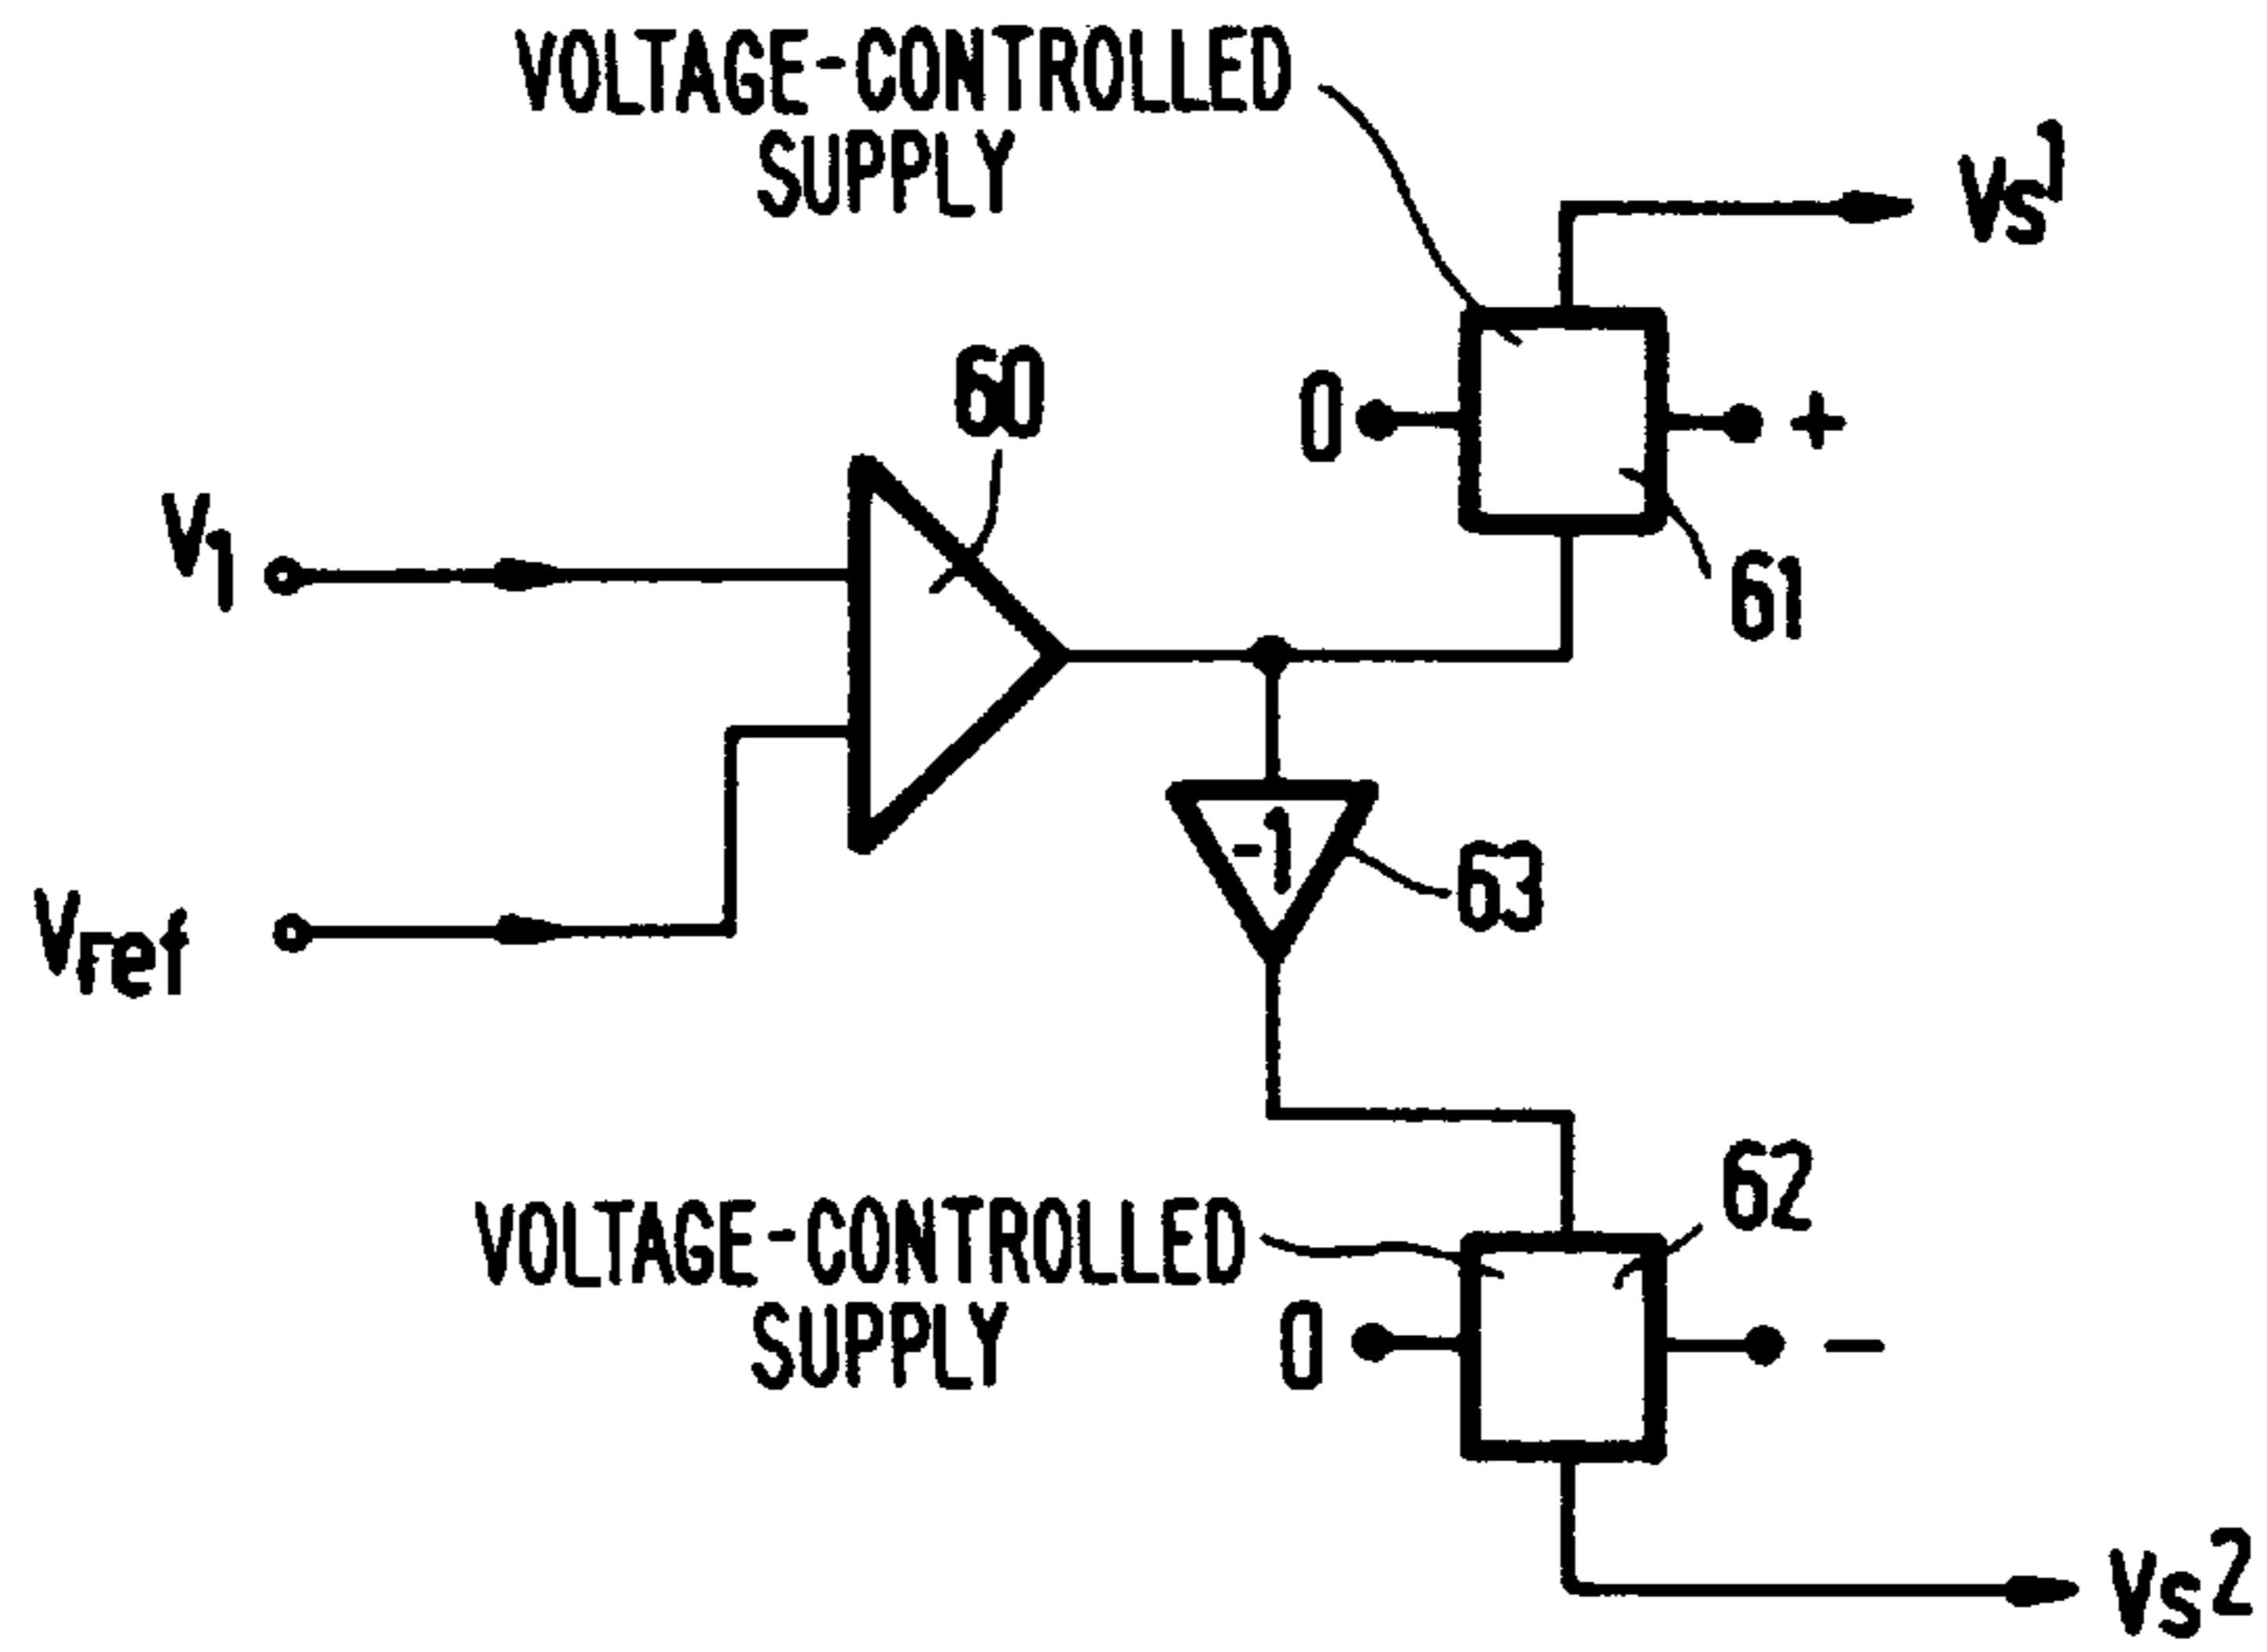 VOLTAGE-CONTROLLED
SUPPLY
Vs1
60
0
+
V1
61
-1
63
Vref
62
VOLTAGE-CONTROLLED
SUPPLY
0
-
Vs2